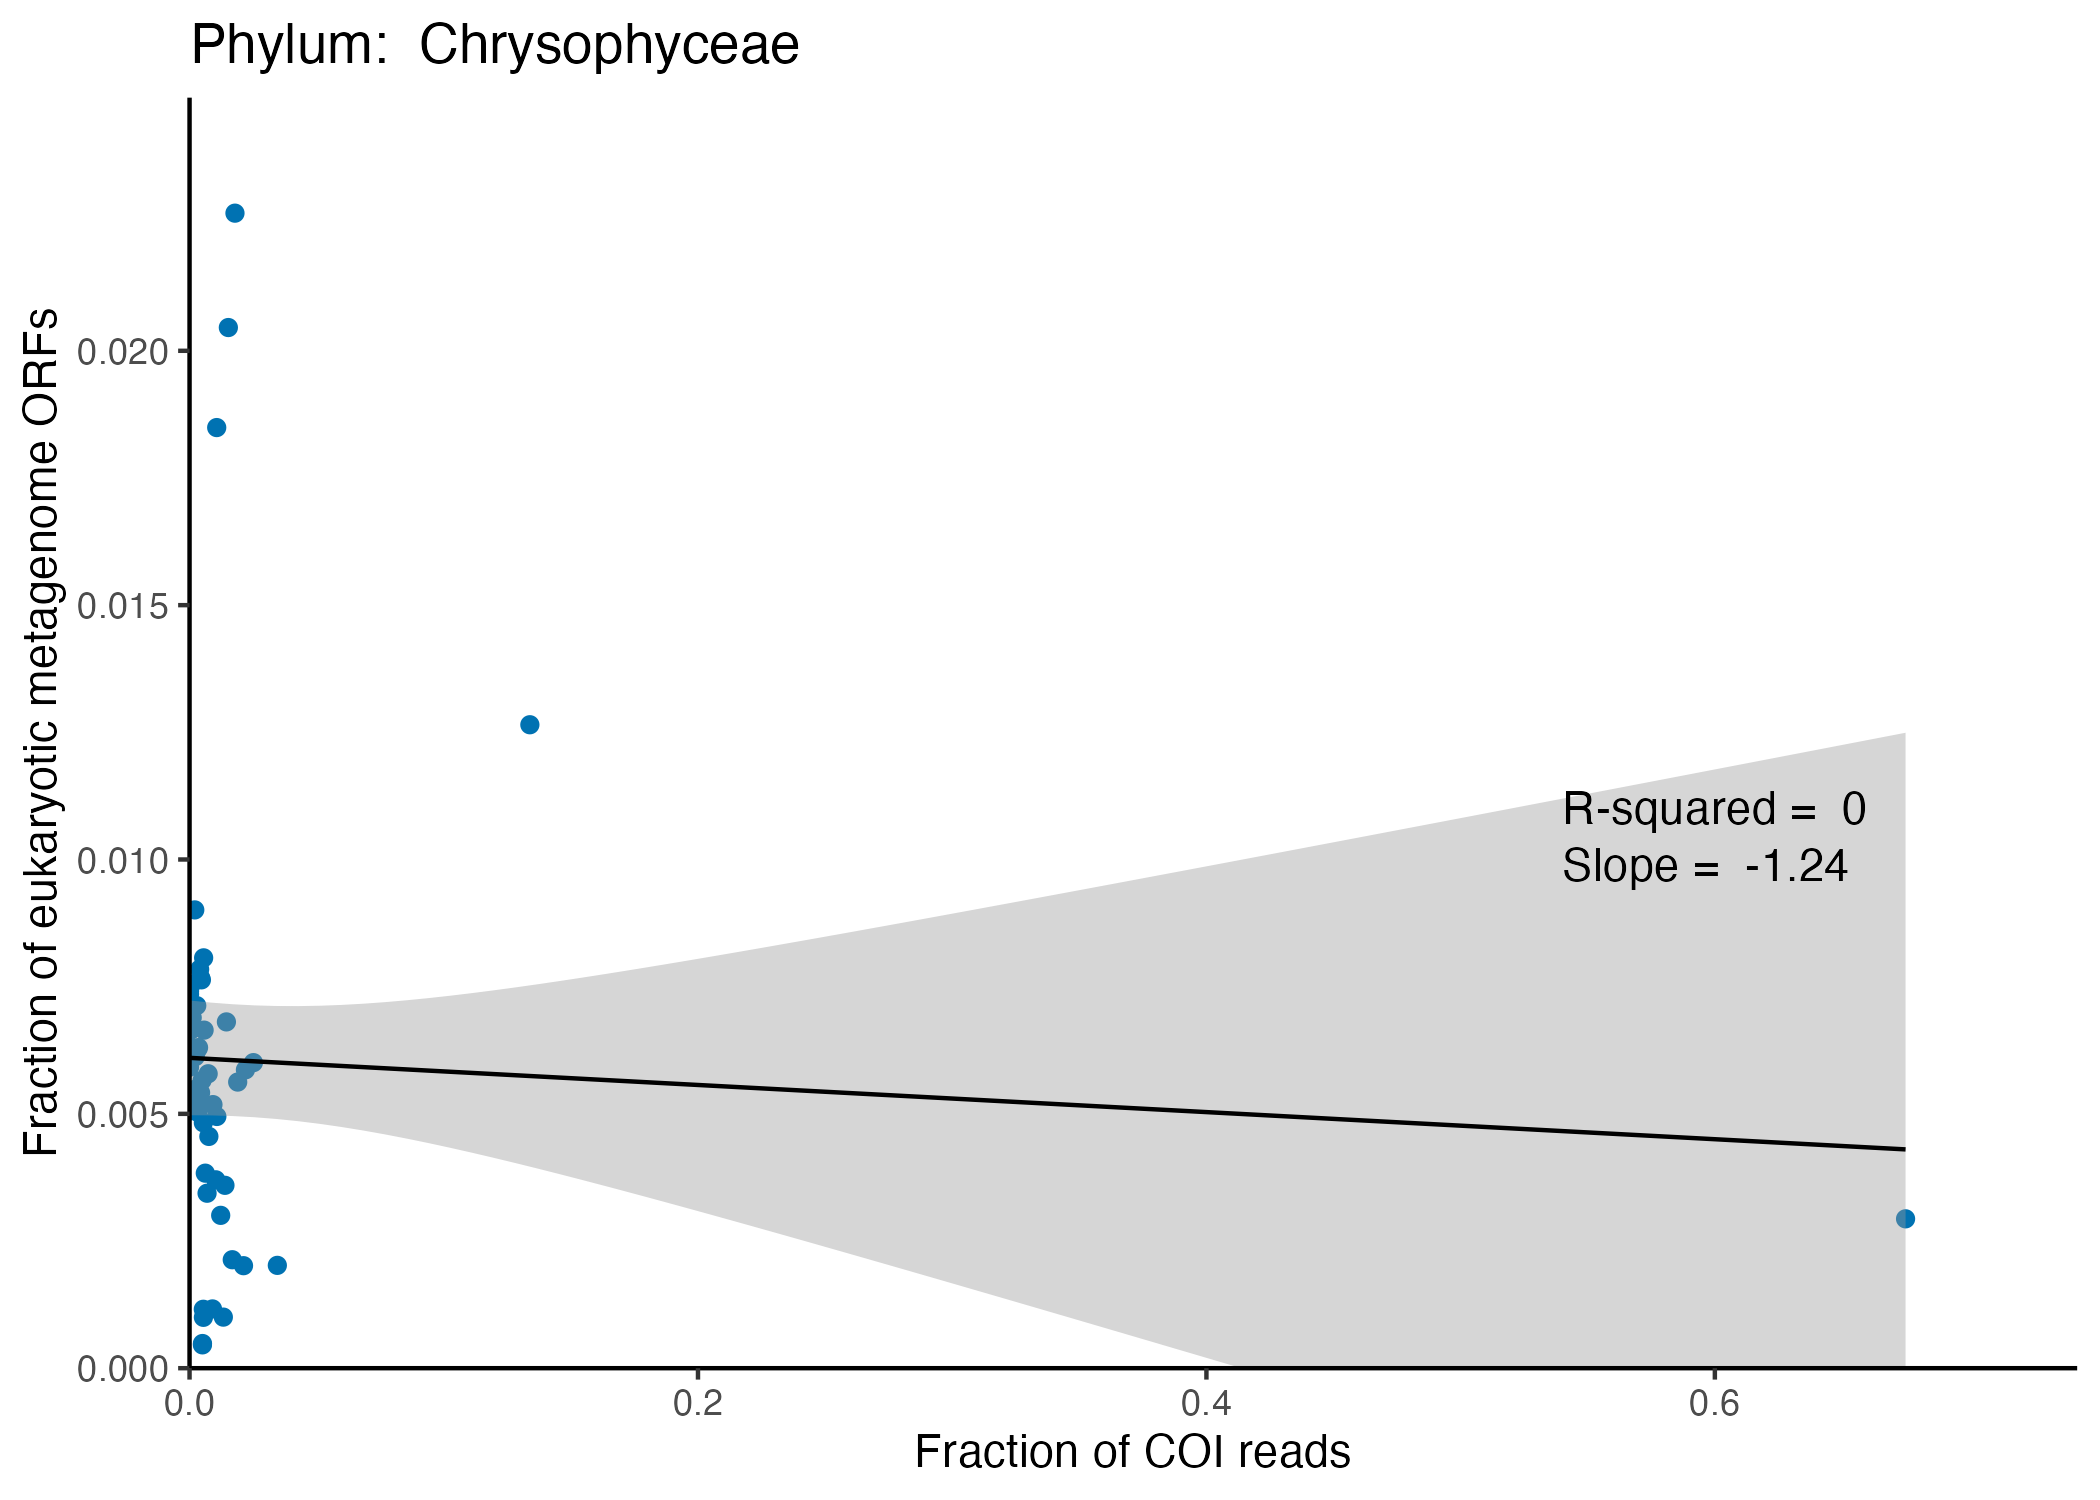 Phylum:  Chrysophyceae
Fraction of eukaryotic metagenome ORFs
0.020
0.015
0.010
0.005
0.000
R-squared =  0
Slope =  -1.24
0.0
0.2
0.4
0.6
Fraction of COI reads